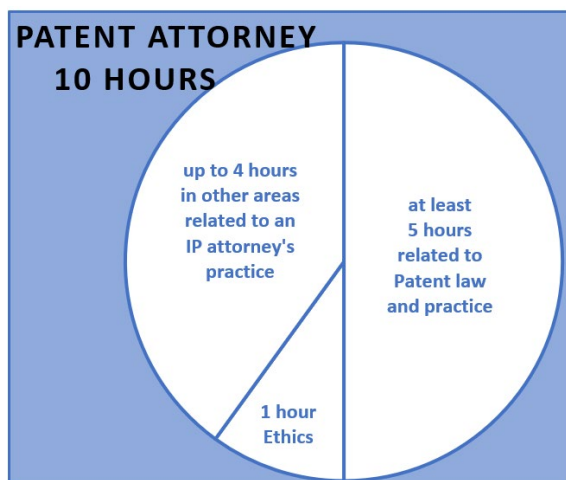 PATENT ATTORNEY
10 HOURS
up to 4 hours
in other areas
related to an
IP attorney's
practice
at least
5 hours
related to
Patent law
and practice
1 hour
Ethics